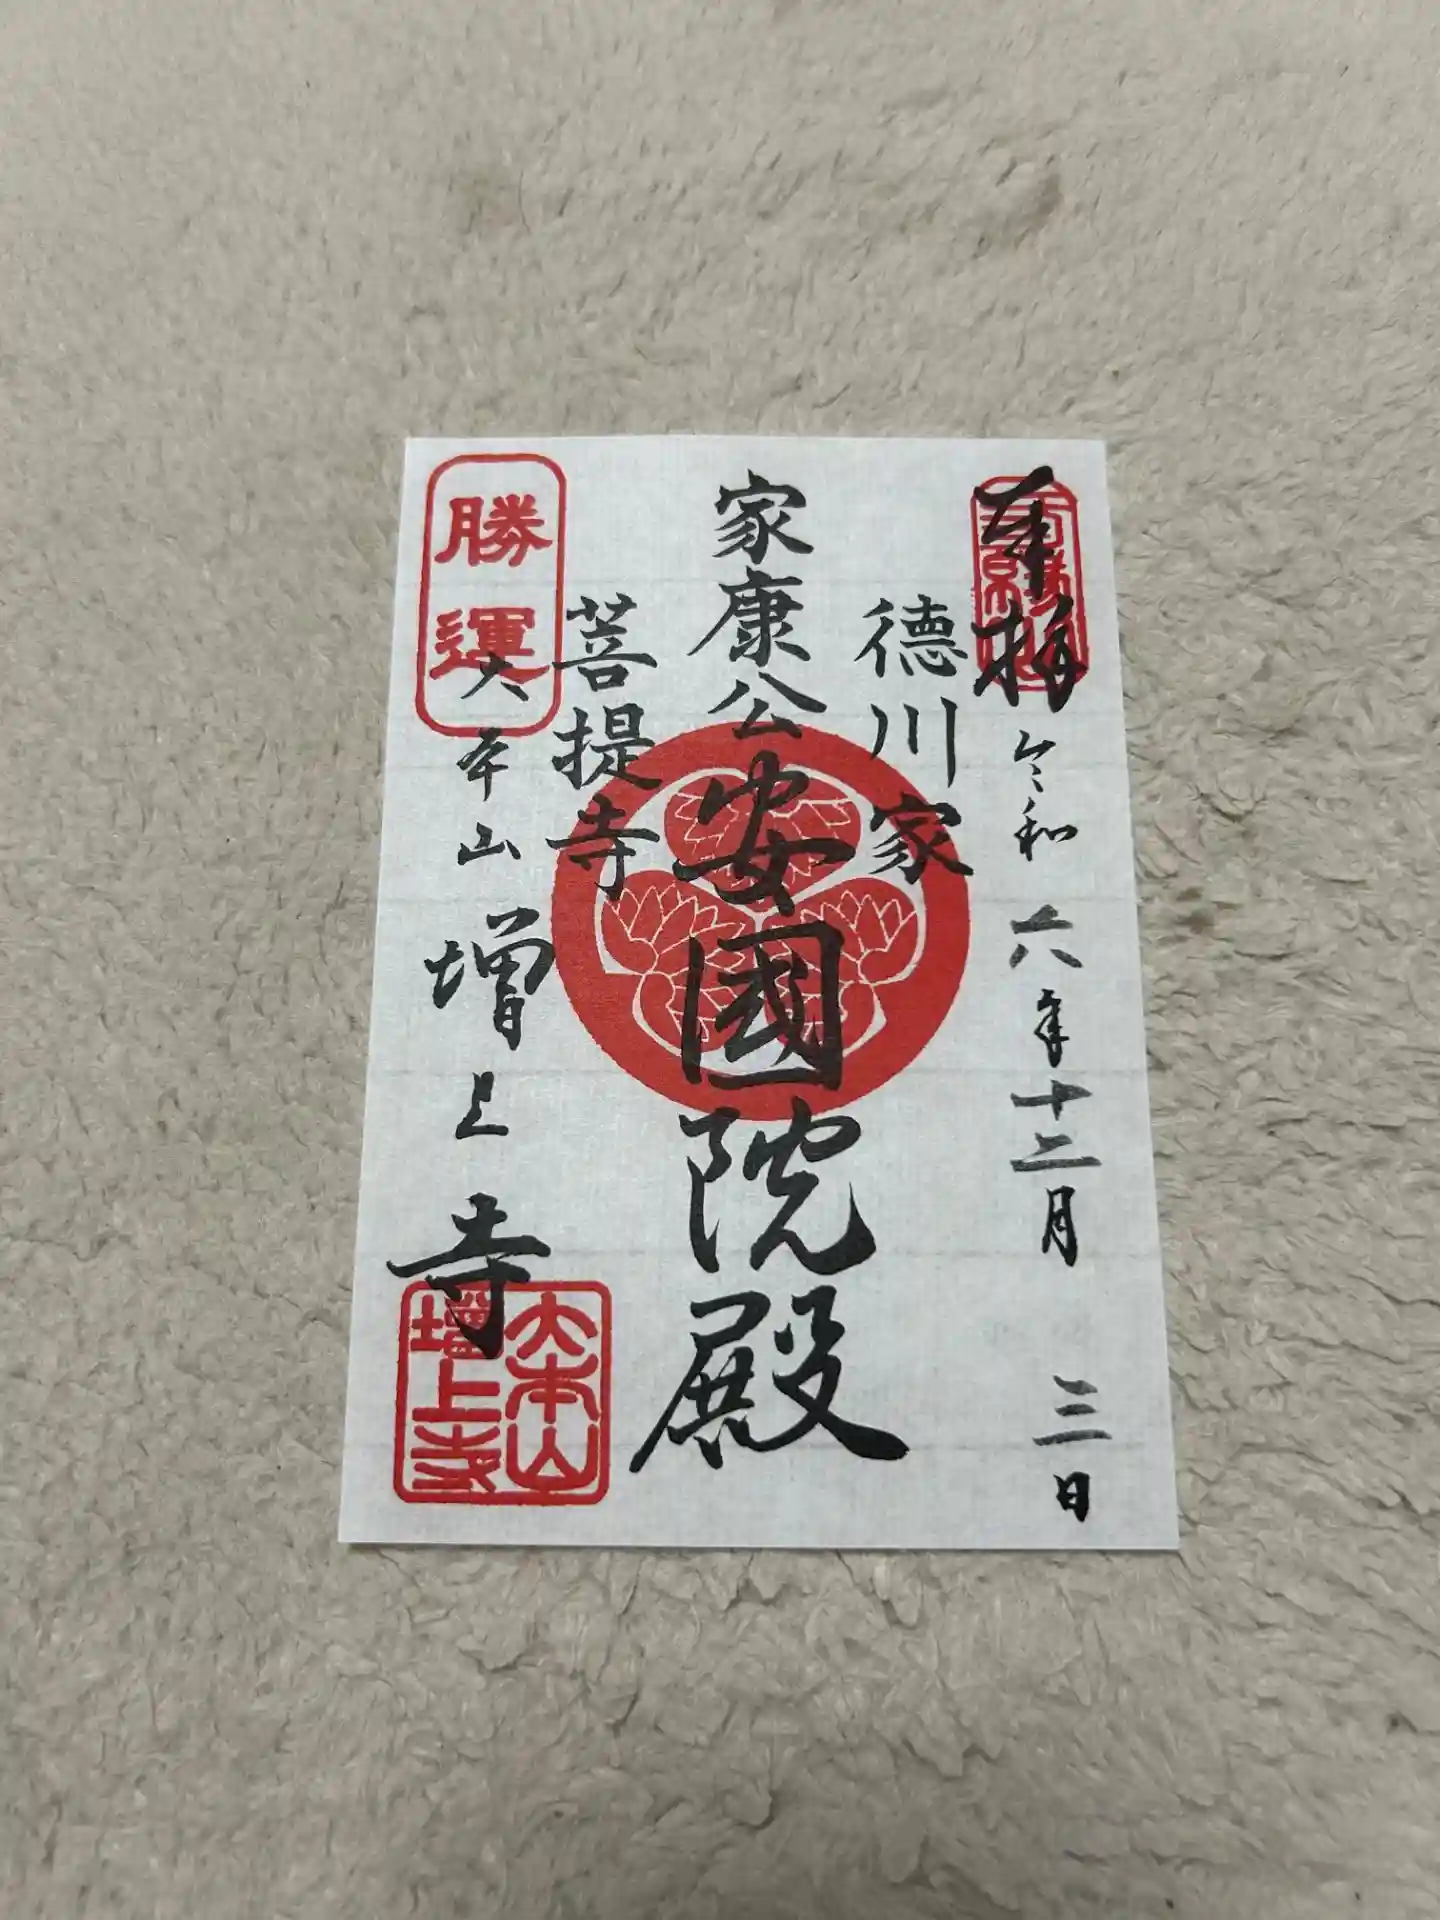 奉拝
令和六年十二月三日
徳川家
家康公
安國院殿
菩提寺
勝運
大本山増上寺
大本山
増上寺